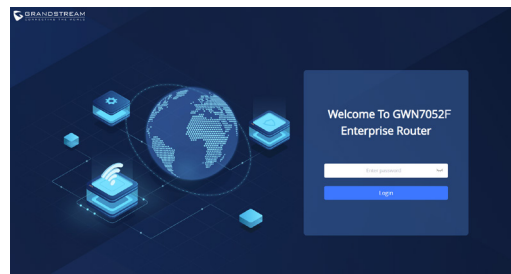 GRANDSTREAM
CONNECTING THE WORLD
Welcome To GWN7052F
Enterprise Router
Enter password
Login